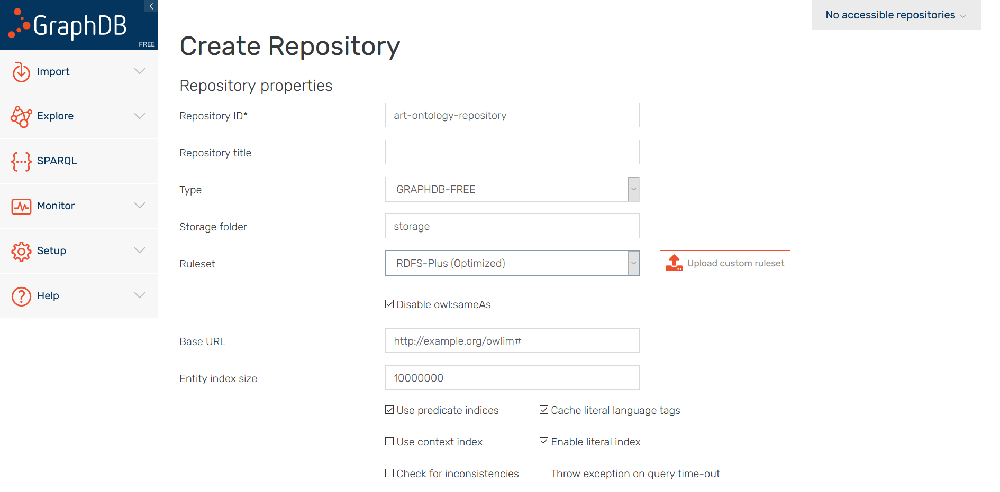 GraphDB
FREE
No accessible repositories
Import
Explore
SPARQL
Monitor
Setup
Help
Create Repository
Repository properties
Repository ID* art-ontology-repository
Repository title
Type GRAPHDB-FREE
Storage folder storage
Ruleset RDFS-Plus (Optimized) Upload custom ruleset
Disable owl:sameAs
Base URL http://example.org/owlim#
Entity index size 10000000
Use predicate indices Cache literal language tags
Use context index Enable literal index
Check for inconsistencies Throw exception on query time-out